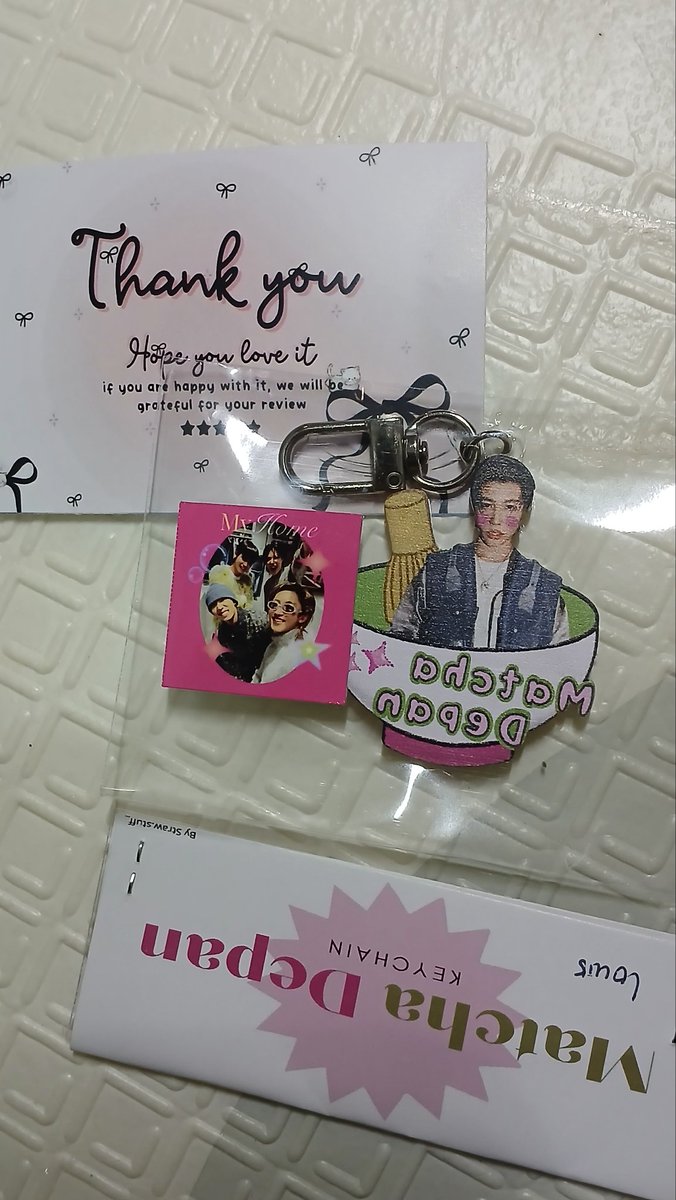 Thank you
Hope you love it
if you are happy with it, we will be
grateful for your review
My Home
Matcha
Depan
By Straw.stuff_
Matcha Depan
KEYCHAIN
Louis